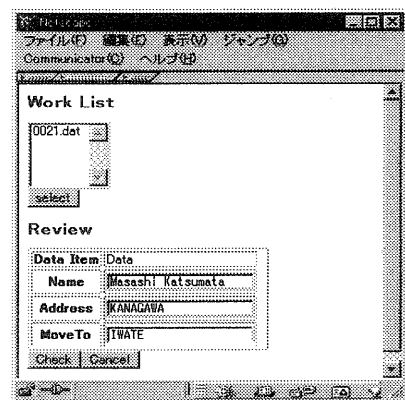 Netscape
ファイル(F) 編集(E) 表示(V) ジャンプ(G)
Communicator(C) ヘルプ(H)
Work List
0021.dat
select
Review
Data Item Data
Name Masashi Katsumata
Address KANAGAWA
MoveTo IWATE
Check Cancel